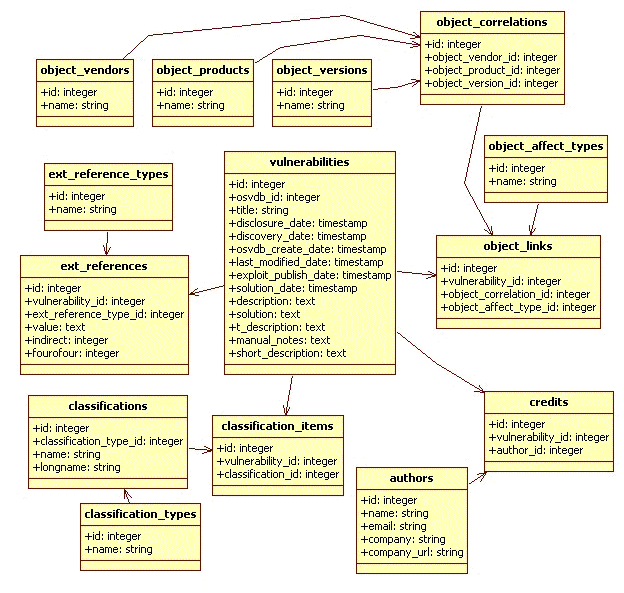 object_correlations
+id: integer
+object_vendor_id: integer
+object_product_id: integer
+object_version_id: integer
object_vendors
+id: integer
+name: string
object_products
+id: integer
+name: string
object_versions
+id: integer
+name: string
object_affect_types
+id: integer
+name: string
ext_reference_types
+id: integer
+name: string
vulnerabilities
+id: integer
+osvdb_id: integer
+title: string
+disclosure_date: timestamp
+discovery_date: timestamp
+osvdb_create_date: timestamp
+last_modified_date: timestamp
+exploit_publish_date: timestamp
+solution_date: timestamp
+description: text
+solution: text
+t_description: text
+manual_notes: text
+short_description: text
object_links
+id: integer
+vulnerability_id: integer
+object_correlation_id: integer
+object_affect_type_id: integer
ext_references
+id: integer
+vulnerability_id: integer
+ext_reference_type_id: integer
+value: text
+indirect: integer
+fourofour: integer
classifications
+id: integer
+classification_type_id: integer
+name: string
+longname: string
classification_items
+id: integer
+vulnerability_id: integer
+classification_id: integer
credits
+id: integer
+vulnerability_id: integer
+author_id: integer
authors
+id: integer
+name: string
+email: string
+company: string
+company_url: string
classification_types
+id: integer
+name: string